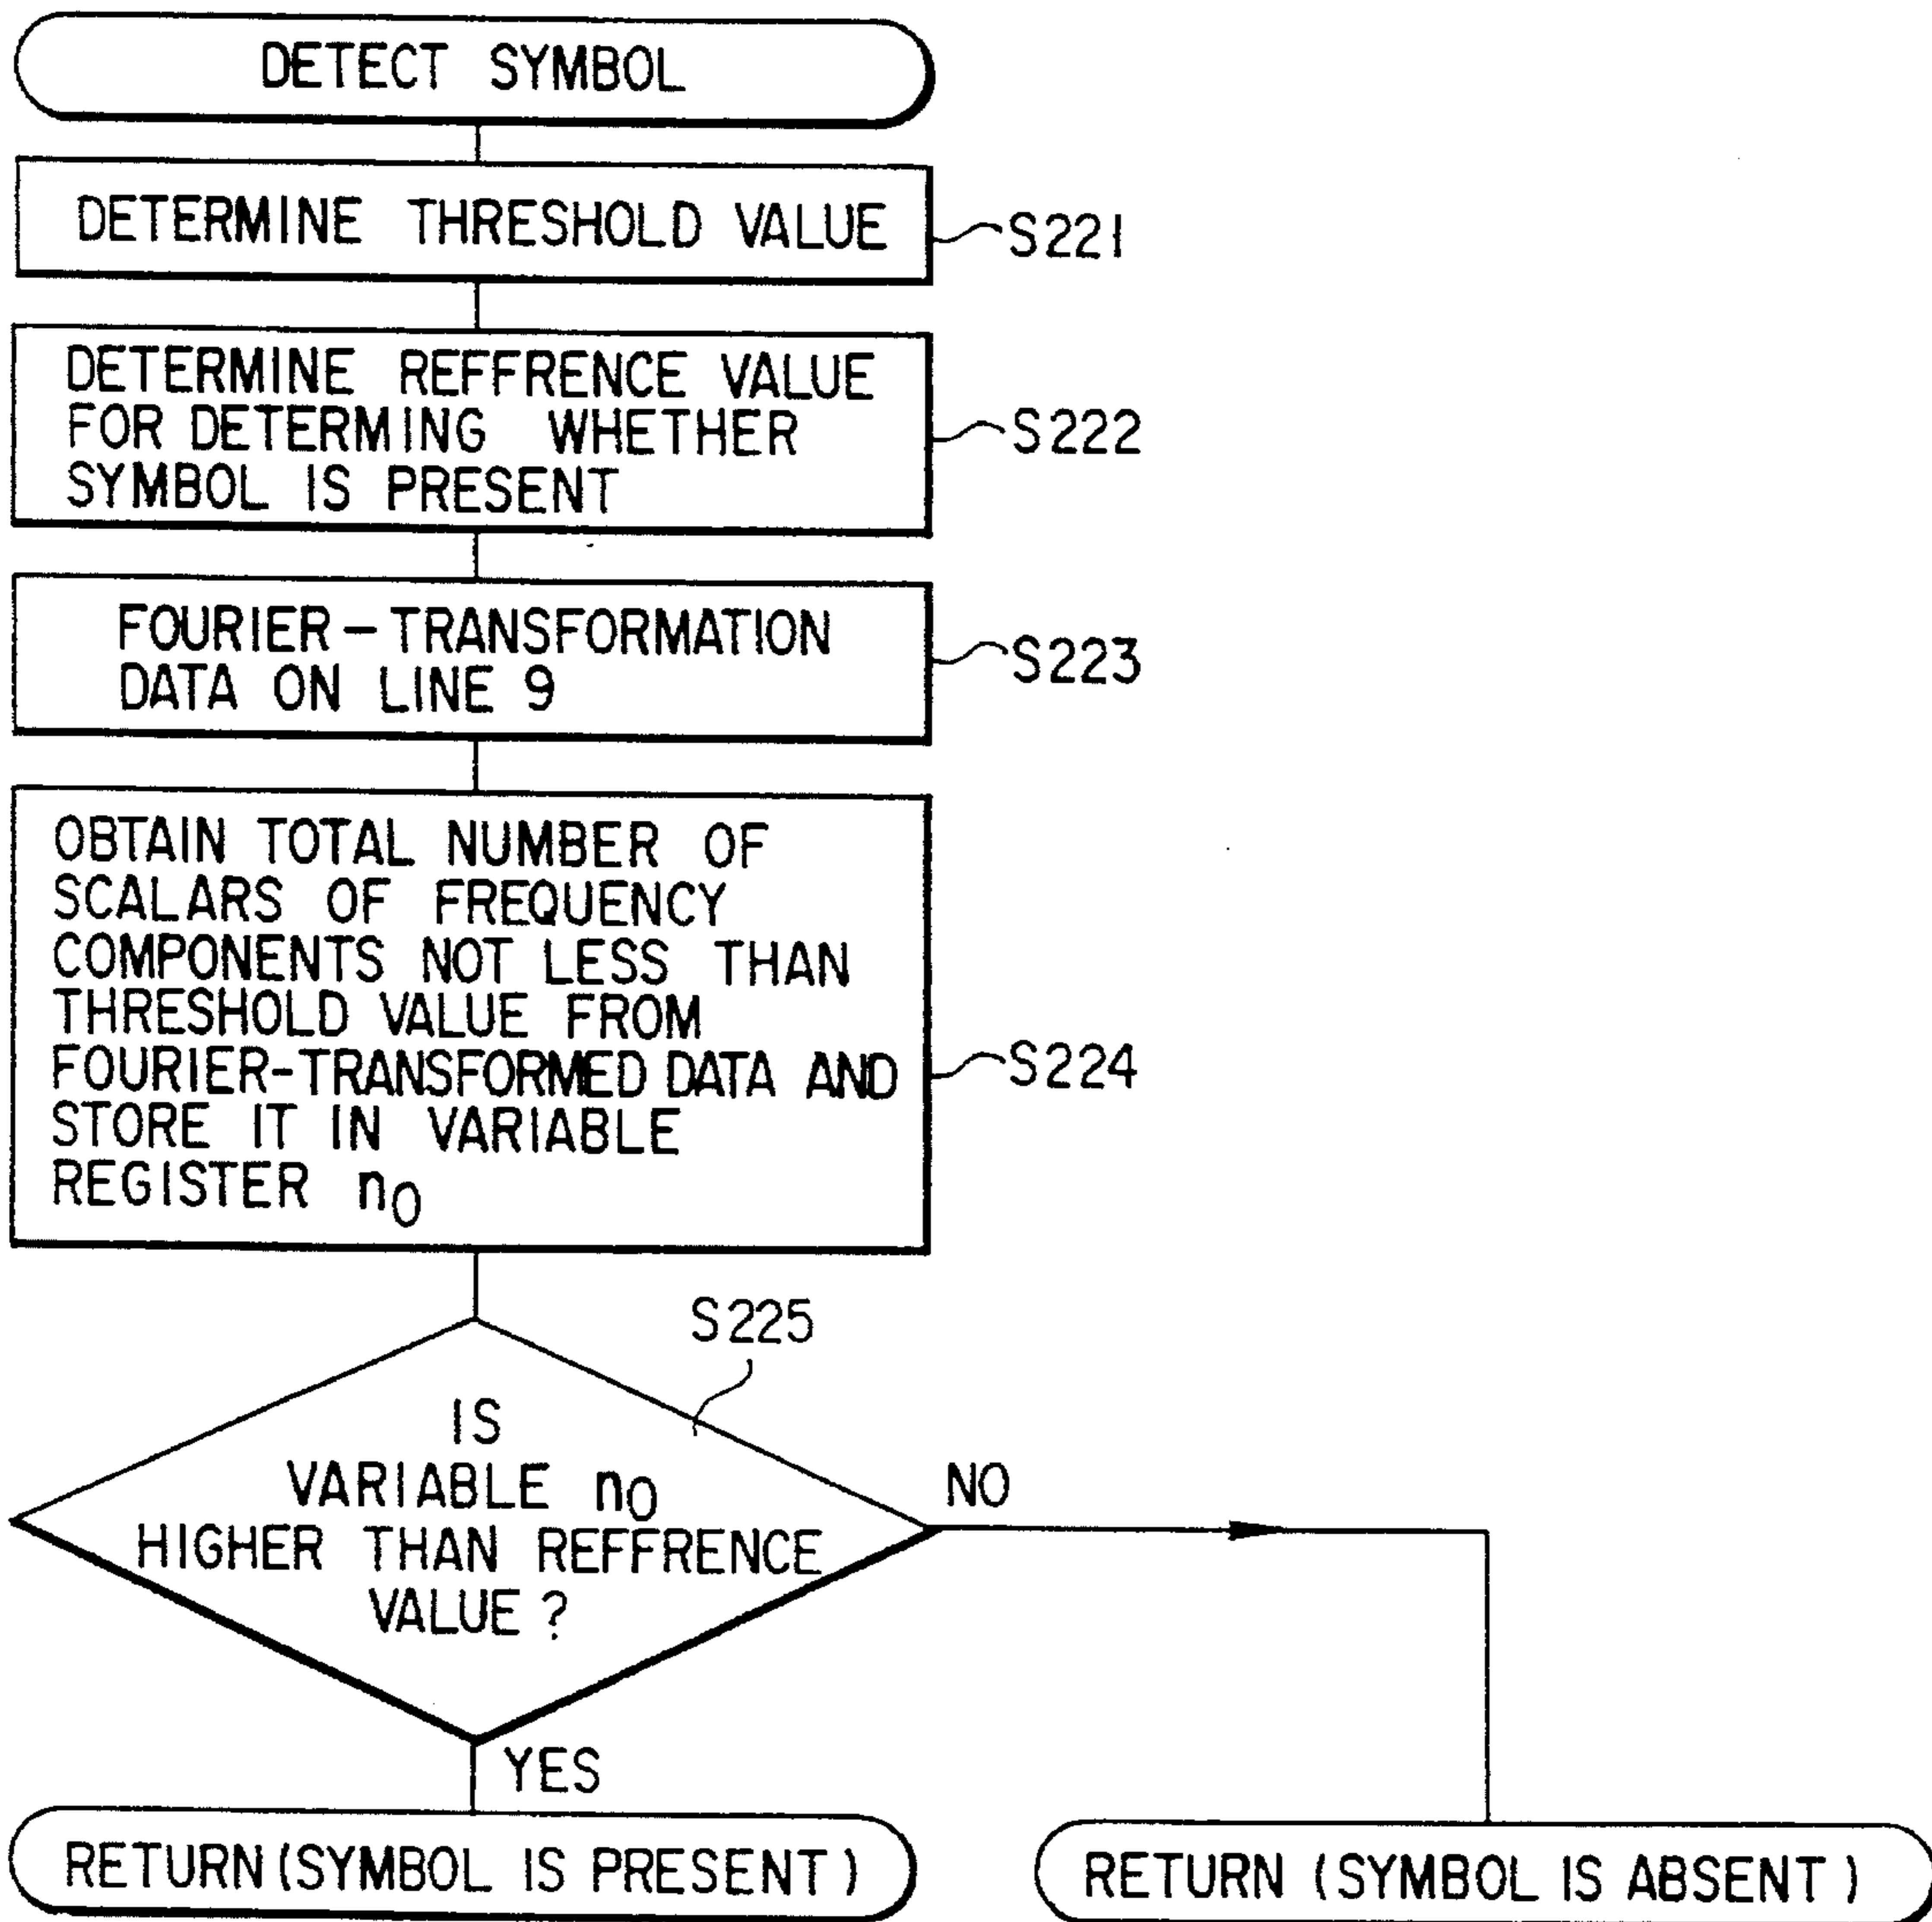 DETECT SYMBOL
DETERMINE THRESHOLD VALUE
S221
DETERMINE REFFRENCE VALUE
FOR DETERMING WHETHER
SYMBOL IS PRESENT
S222
FOURIER-TRANSFORMATION
DATA ON LINE 9
S223
OBTAIN TOTAL NUMBER OF
SCALARS OF FREQUENCY
COMPONENTS NOT LESS THAN
THRESHOLD VALUE FROM
FOURIER-TRANSFORMED DATA AND
STORE IT IN VARIABLE
REGISTER n0
S224
S225
IS
VARIABLE n0
HIGHER THAN REFFRENCE
VALUE?
NO
YES
RETURN (SYMBOL IS PRESENT)
RETURN (SYMBOL IS ABSENT)